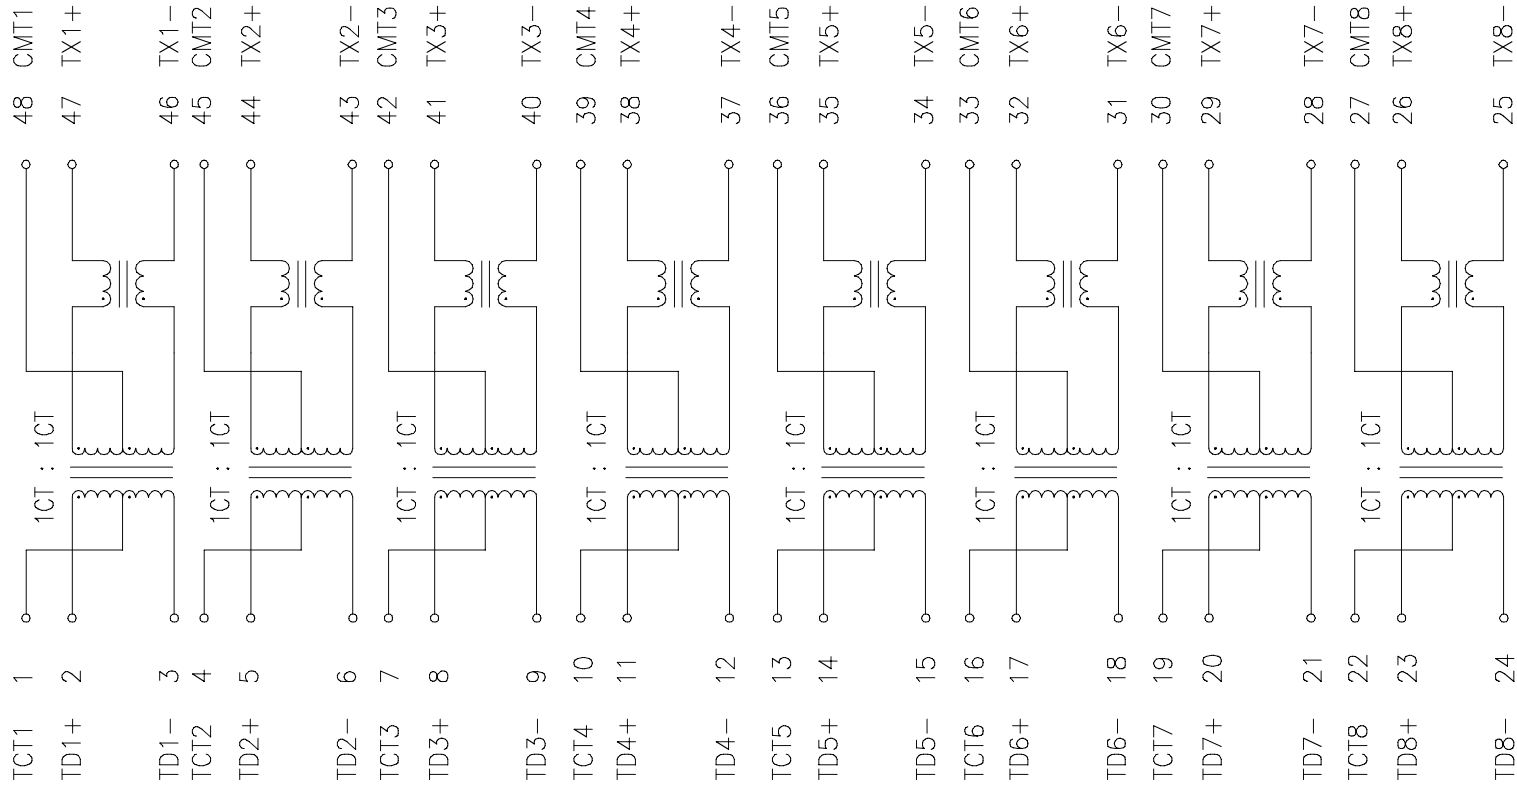 CMT1 TX1+ TX1- CMT2 TX2+ TX2- CMT3 TX3+ TX3- CMT4 TX4+ TX4- CMT5 TX5+ TX5- CMT6 TX6+ TX6- CMT7 TX7+ TX7- CMT8 TX8+ TX8-
48 47 46 45 44 43 42 41 40 39 38 37 36 35 34 33 32 31 30 29 28 27 26 25
1CT : 1CT
1CT : 1CT
1CT : 1CT
1CT : 1CT
1CT : 1CT
1CT : 1CT
1CT : 1CT
1CT : 1CT
1 2 3 4 5 6 7 8 9 10 11 12 13 14 15 16 17 18 19 20 21 22 23 24
TCT1 TD1+ TD1- TCT2 TD2+ TD2- TCT3 TD3+ TD3- TCT4 TD4+ TD4- TCT5 TD5+ TD5- TCT6 TD6+ TD6- TCT7 TD7+ TD7- TCT8 TD8+ TD8-